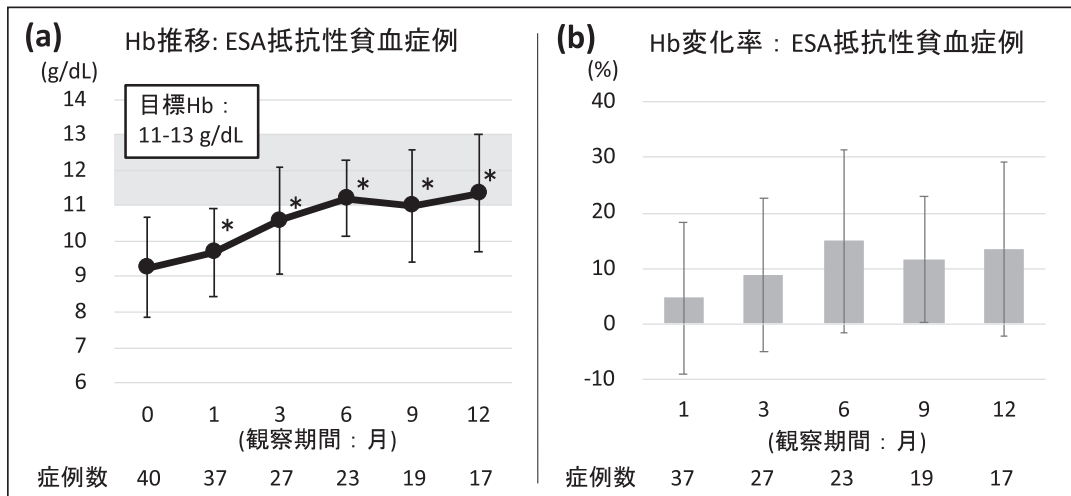 (a) Hb推移: ESA抵抗性貧血症例
(g/dL)
目標Hb：
11-13 g/dL
14
13
12
11
10
9
8
7
6
*
*
*
*
*
0 1 3 6 9 12
(観察期間：月)
症例数 40 37 27 23 19 17
(b) Hb変化率：ESA抵抗性貧血症例
(%)
40
30
20
10
0
-10
1 3 6 9 12
(観察期間：月)
症例数 37 27 23 19 17